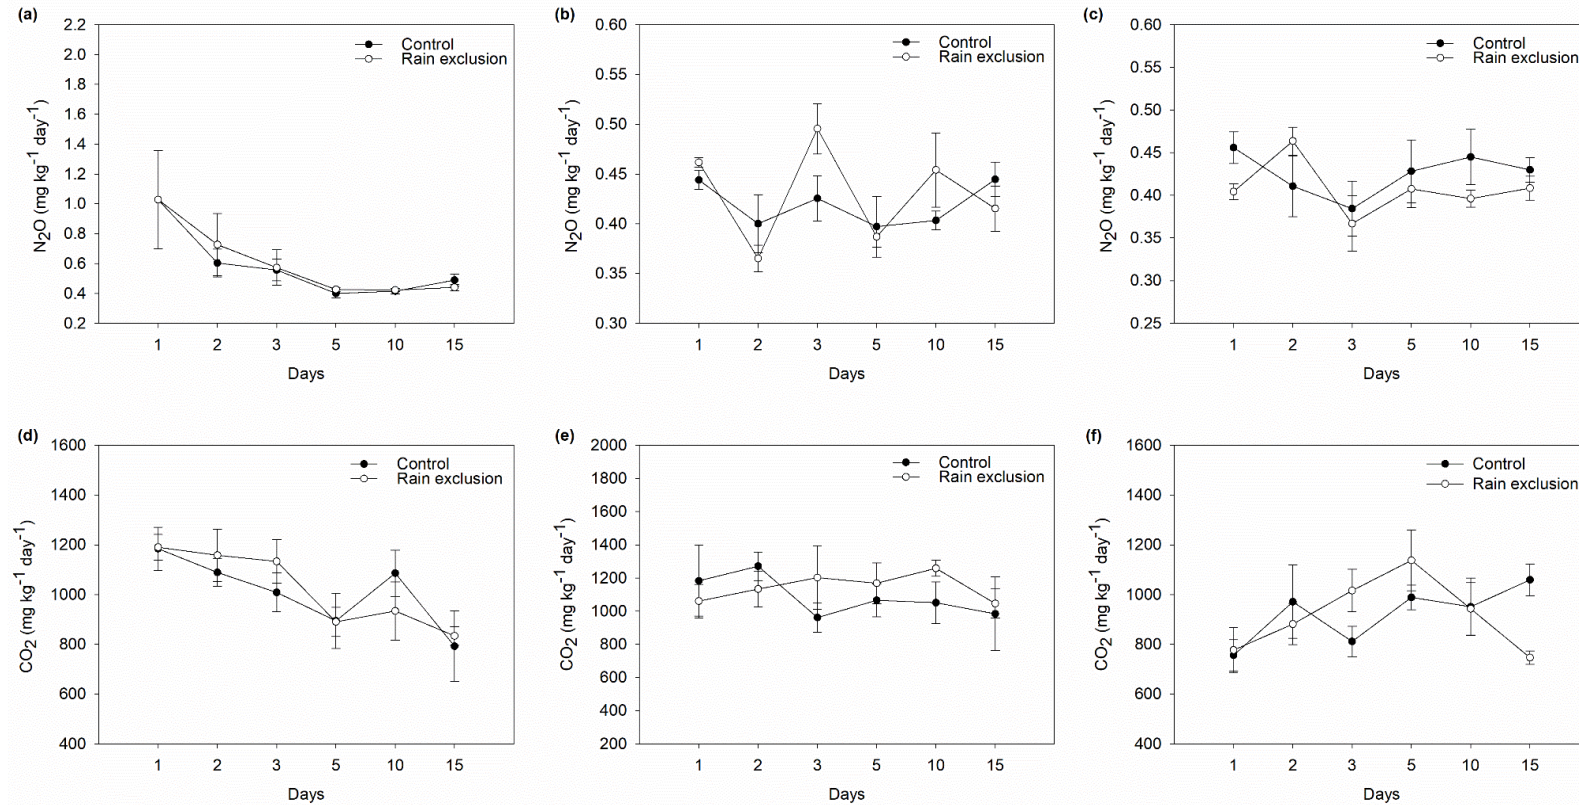 (a)
2.2
2.0
1.8
1.6
1.4
1.2
1.0
0.8
0.6
0.4
0.2
N2O (mg kg-1 day-1)
Control
Rain exclusion
1 2 3 5 10 15
Days
(b)
0.60
0.55
0.50
0.45
0.40
0.35
0.30
N2O (mg kg-1 day-1)
Control
Rain exclusion
1 2 3 5 10 15
Days
(c)
0.60
0.55
0.50
0.45
0.40
0.35
0.30
0.25
N2O (mg kg-1 day-1)
Control
Rain exclusion
1 2 3 5 10 15
Days
(d)
1600
1400
1200
1000
800
600
400
CO2 (mg kg-1 day-1)
Control
Rain exclusion
1 2 3 5 10 15
Days
(e)
2000
1800
1600
1400
1200
1000
800
600
400
200
CO2 (mg kg-1 day-1)
Control
Rain exclusion
1 2 3 5 10 15
Days
(f)
1600
1400
1200
1000
800
600
400
CO2 (mg kg-1 day-1)
Control
Rain exclusion
1 2 3 5 10 15
Days